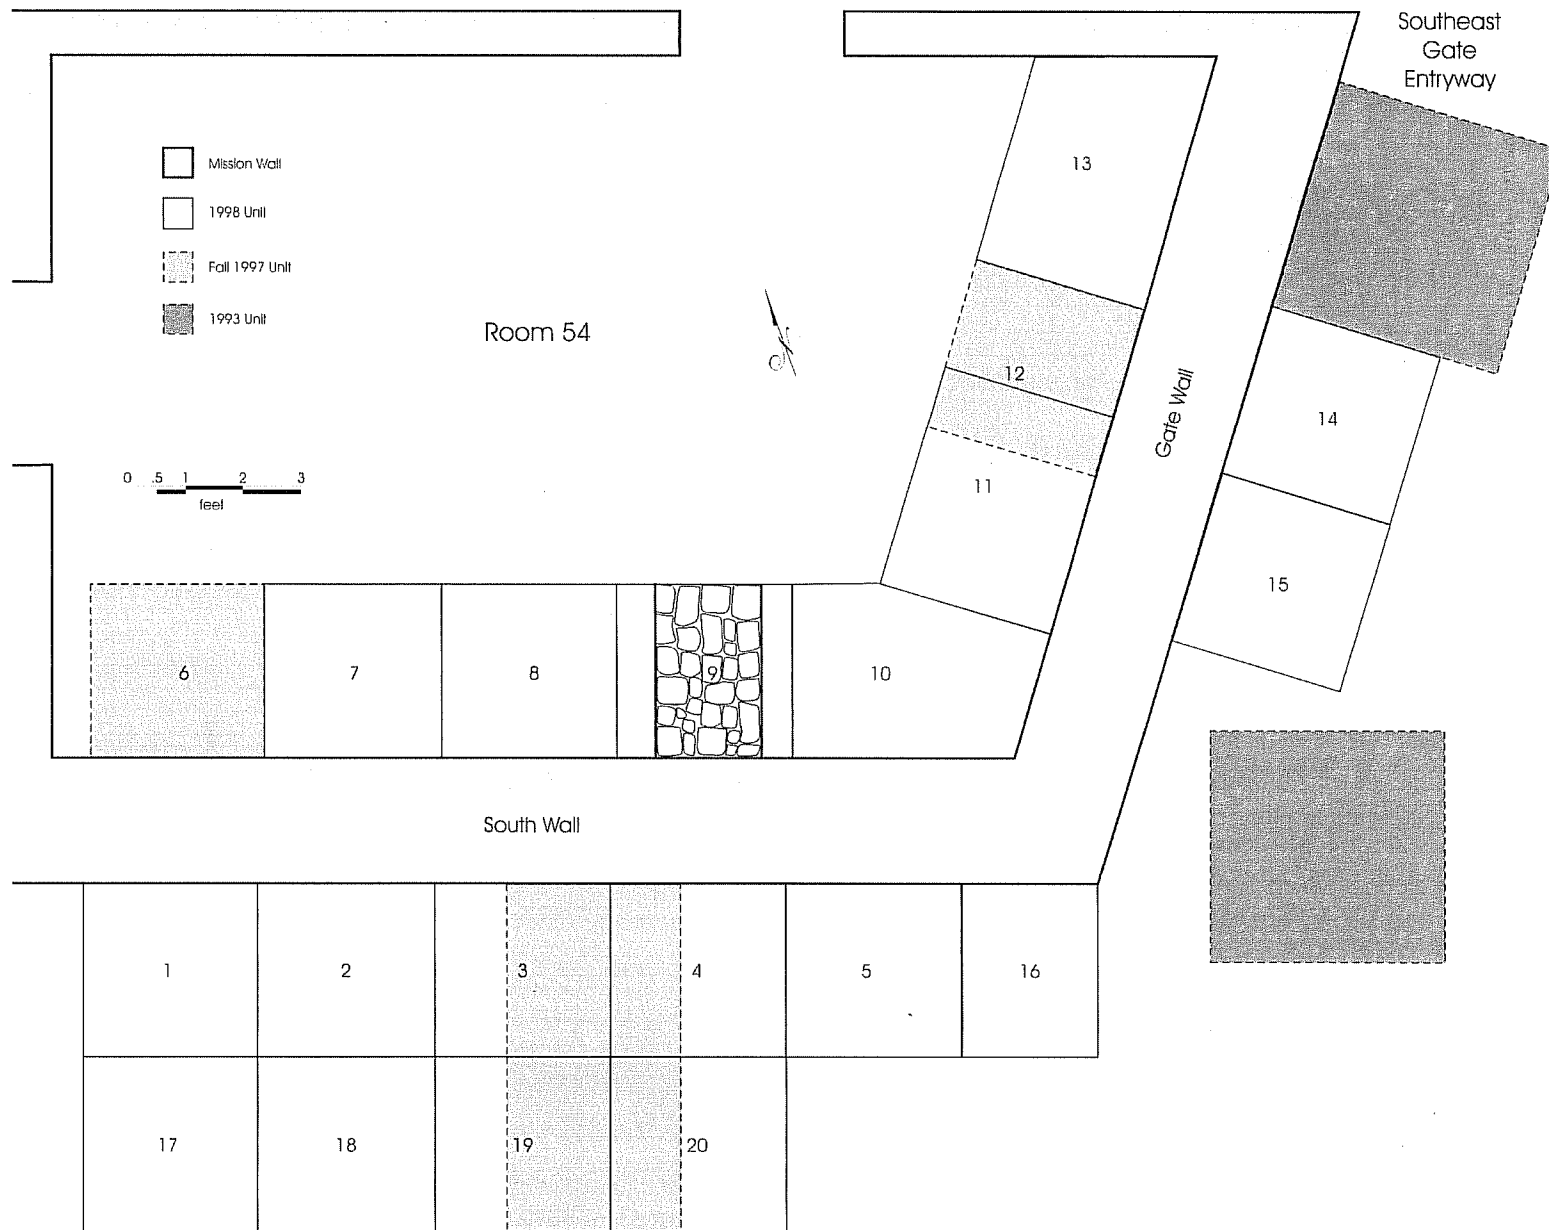 Southeast
Gate
Entryway
Mission Wall
1998 Unit
Fall 1997 Unit
1993 Unit
Room 54
0 .5 1 2 3
feet
Gate Wall
13
12
11
14
15
6 7 8 9 10
South Wall
1 2 3 4 5 16
17 18 19 20